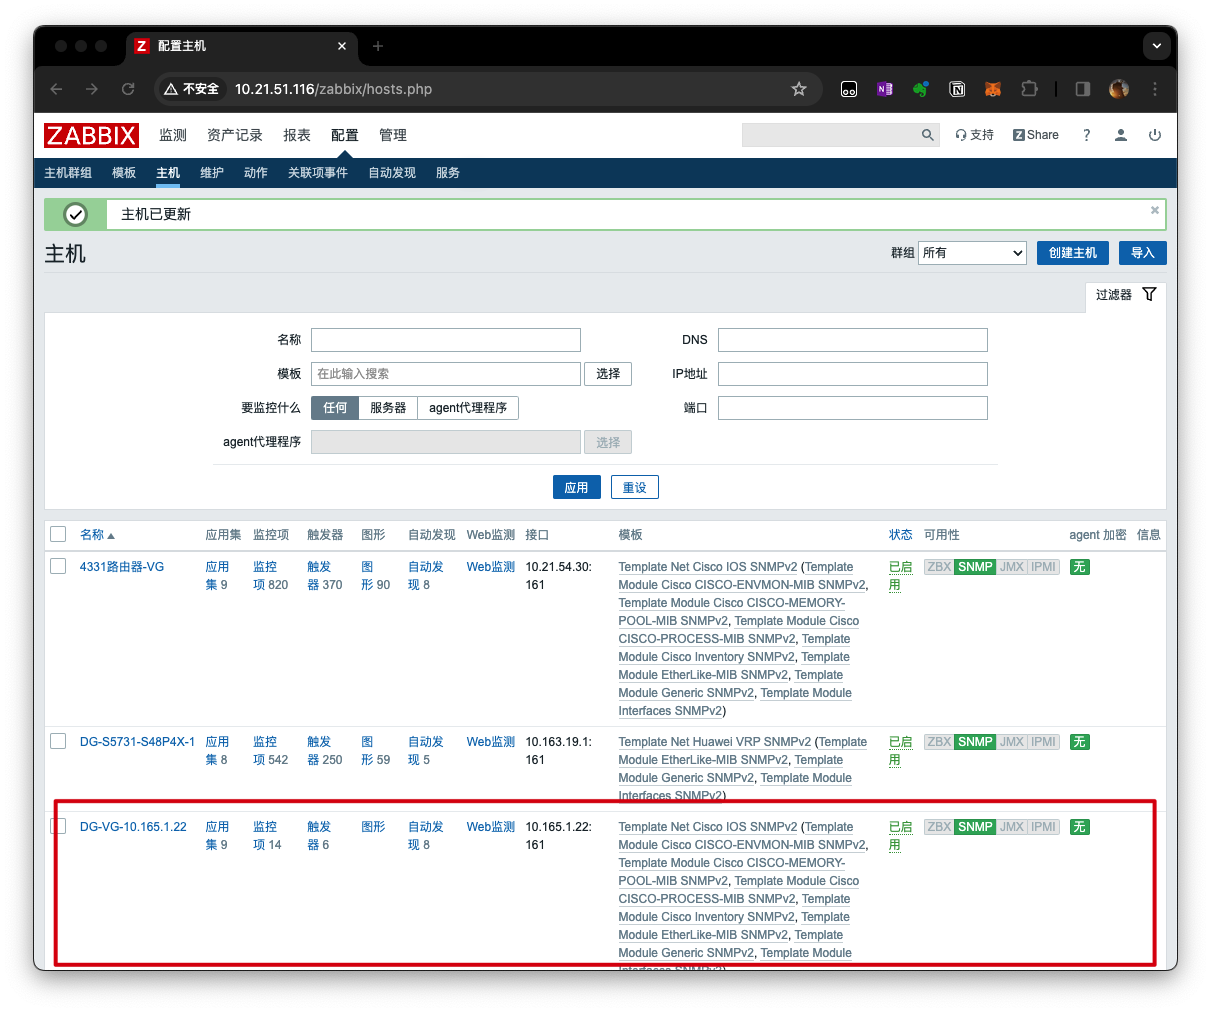 Z 配置主机
不安全 10.21.51.116/zabbix/hosts.php
ZABBIX 监测 资产记录 报表 配置 管理 支持 Z Share ?
主机群组 模板 主机 维护 动作 关联项事件 自动发现 服务
主机已更新
主机 群组 所有 创建主机 导入
过滤器
名称 DNS
模板 在此输入搜索 选择 IP地址
要监控什么 任何 服务器 agent代理程序 端口
agent代理程序 选择
应用 重设
名称 应用集 监控项 触发器 图形 自动发现 Web监测 接口 模板 状态 可用性 agent 加密 信息
4331路由器-VG 应用 监控 触发 图 自动发 Web监测 10.21.54.30: Template Net Cisco IOS SNMPv2 (Template 已启 ZBX SNMP JMX IPMI 无
集 9 项 820 器 370 形 90 现 8 161 Module Cisco CISCO-ENVMON-MIB SNMPv2, 用
Template Module Cisco CISCO-MEMORY-
POOL-MIB SNMPv2, Template Module Cisco
CISCO-PROCESS-MIB SNMPv2, Template
Module Cisco Inventory SNMPv2, Template
Module EtherLike-MIB SNMPv2, Template
Module Generic SNMPv2, Template Module
Interfaces SNMPv2)
DG-S5731-S48P4X-1 应用 监控 触发 图 自动发 Web监测 10.163.19.1: Template Net Huawei VRP SNMPv2 (Template 已启 ZBX SNMP JMX IPMI 无
集 8 项 542 器 250 形 59 现 5 161 Module EtherLike-MIB SNMPv2, Template 用
Module Generic SNMPv2, Template Module
Interfaces SNMPv2)
DG-VG-10.165.1.22 应用 监控 触发 图形 自动发 Web监测 10.165.1.22: Template Net Cisco IOS SNMPv2 (Template 已启 ZBX SNMP JMX IPMI 无
集 9 项 14 器 6 现 8 161 Module Cisco CISCO-ENVMON-MIB SNMPv2, 用
Template Module Cisco CISCO-MEMORY-
POOL-MIB SNMPv2, Template Module Cisco
CISCO-PROCESS-MIB SNMPv2, Template
Module Cisco Inventory SNMPv2, Template
Module EtherLike-MIB SNMPv2, Template
Module Generic SNMPv2, Template Module
Interfaces SNMPv2)